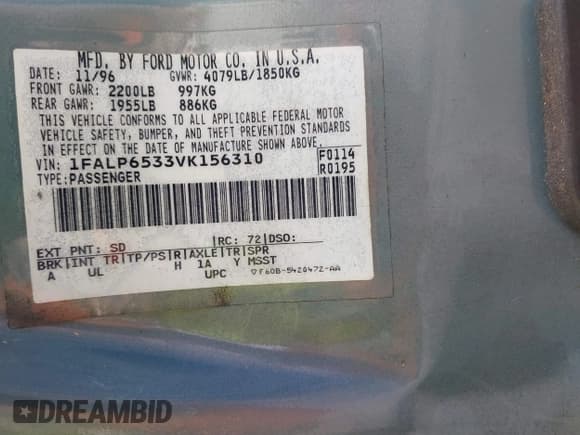 MFD. BY FORD MOTOR CO. IN U.S.A.
DATE: 11/96 GVWR: 4079LB/1850KG
FRONT GAWR: 2200LB 997KG
REAR GAWR: 1955LB 886KG
THIS VEHICLE CONFORMS TO ALL APPLICABLE FEDERAL MOTOR
VEHICLE SAFETY, BUMPER, AND THEFT PREVENTION STANDARDS
IN EFFECT ON THE DATE OF MANUFACTURE SHOWN ABOVE.
VIN: 1FALP6533VK156310 F0114
TYPE: PASSENGER R0195
EXT PNT: SD RC: 72 DSO:
BRK INT TR TP/PS R AXLE TR SPR
A UL H 1A Y MSST
UPC ▽F60B-5420472-AA
DREAMBID